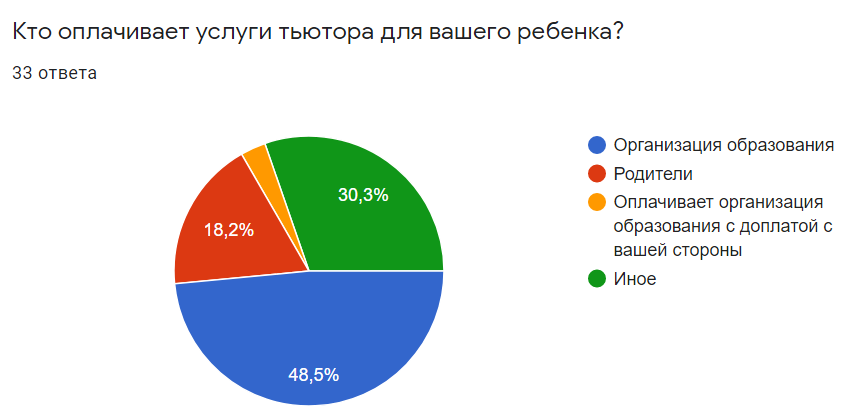 Кто оплачивает услуги тьютора для вашего ребенка?
33 ответа
30,3%
18,2%
48,5%
Организация образования
Родители
Оплачивает организация
образования с доплатой с
вашей стороны
Иное